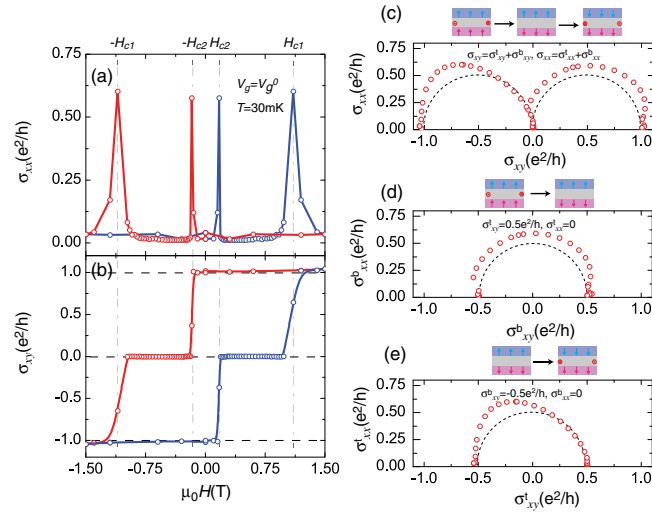 -Hc1 -Hc2 Hc2 Hc1
(a)
Vg=Vg0
T=30mK
σxx(e2/h)
0.75
0.50
0.25
0.00
(b)
σxy(e2/h)
1.0
0.5
0.0
-0.5
-1.0
-1.50 -0.75 0.00 0.75 1.50
μ0H(T)
(c)
σxy=σtxy+σbxy, σxx=σtxx+σbxx
σxx(e2/h)
0.75
0.50
0.25
0.00
-1.0 -0.5 0.0 0.5 1.0
σxy(e2/h)
(d)
σtxy=0.5e2/h, σtxx=0
σbxx(e2/h)
0.75
0.50
0.25
0.00
-1.0 -0.5 0.0 0.5 1.0
σbxy(e2/h)
(e)
σbxy=-0.5e2/h, σbxx=0
σtxx(e2/h)
0.75
0.50
0.25
0.00
-1.0 -0.5 0.0 0.5 1.0
σtxy(e2/h)